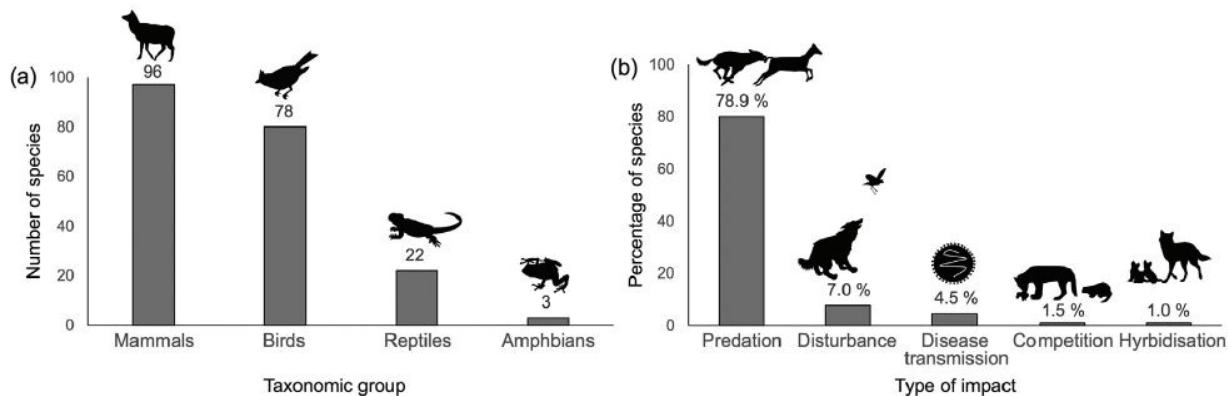 (a)
Number of species
100
80
60
40
20
0
96
78
22
3
Mammals
Birds
Reptiles
Amphbians
Taxonomic group
(b)
Percentage of species
100
80
60
40
20
0
78.9 %
7.0 %
4.5 %
1.5 %
1.0 %
Predation
Disturbance
Disease
transmission
Competition
Hyrbidisation
Type of impact